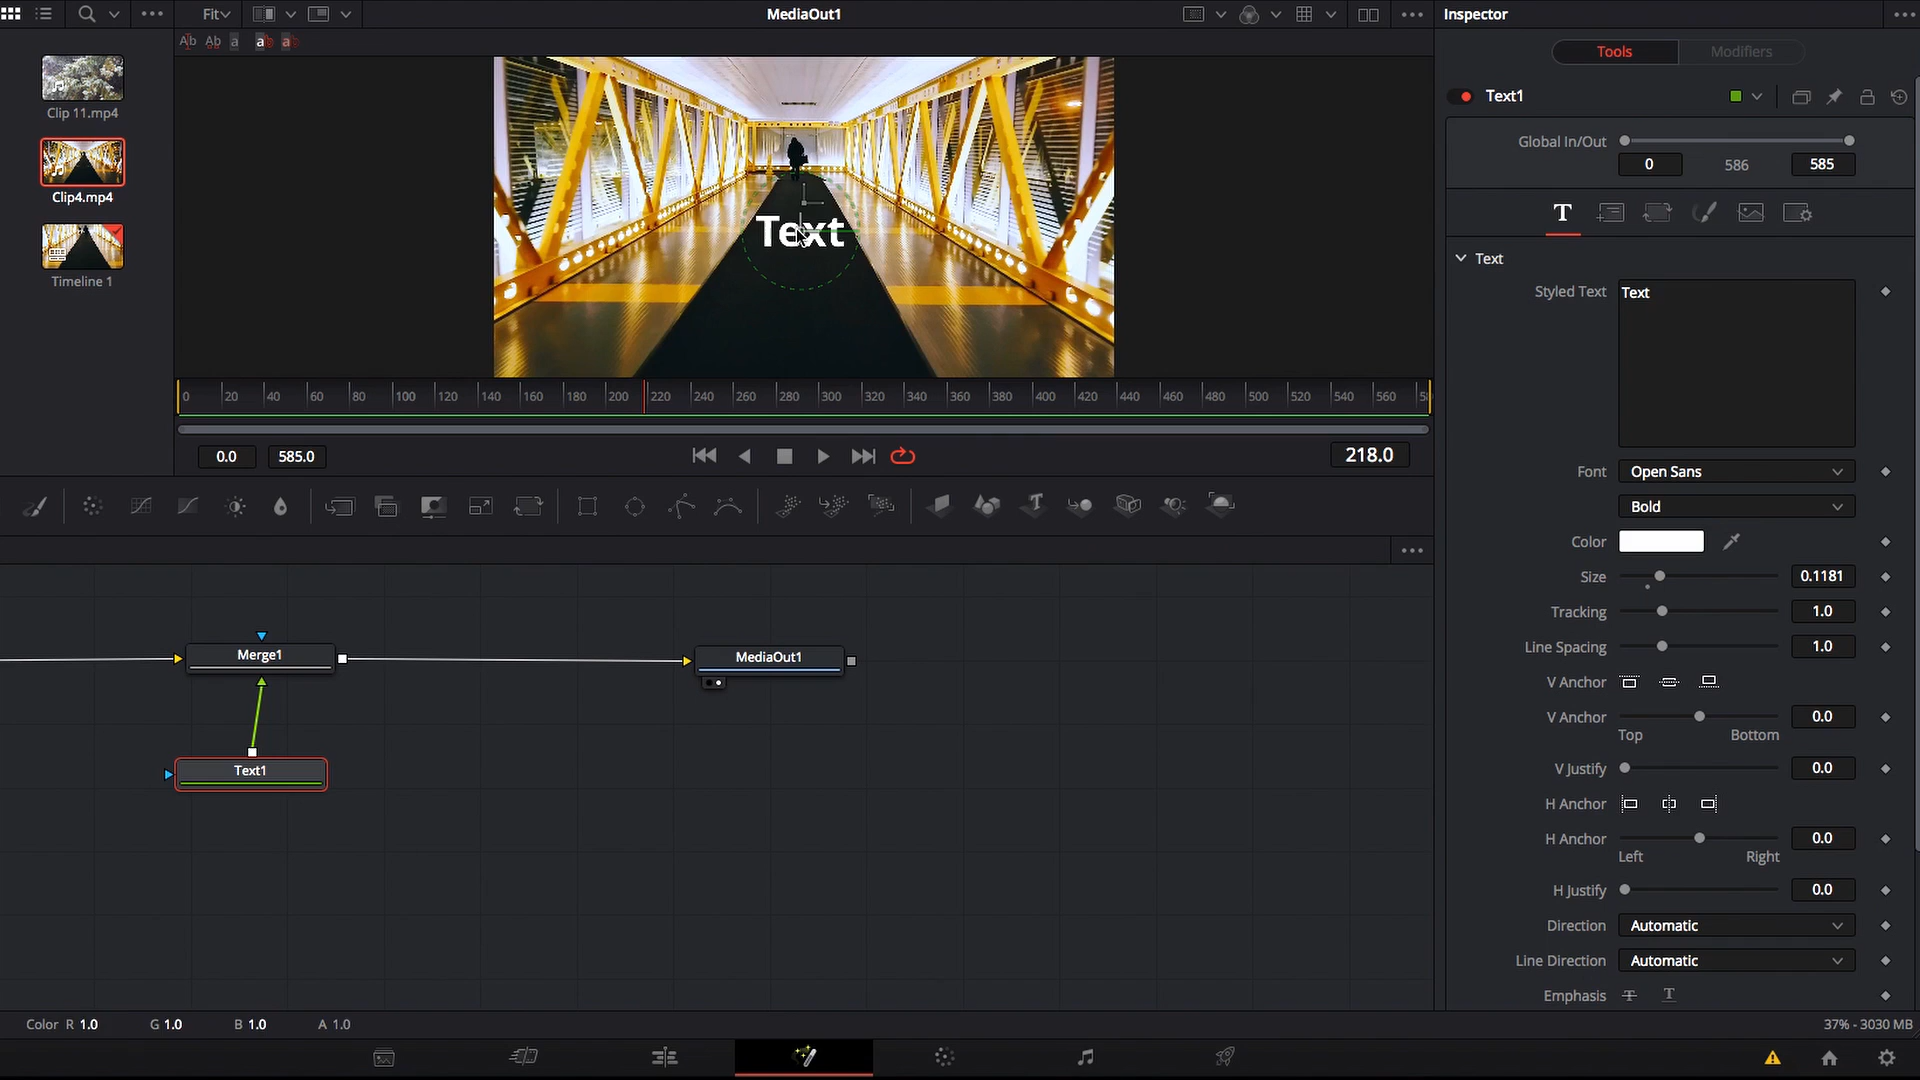 Fit
MediaOut1
Inspector
Ab Ab a ab ab
Tools
Modifiers
Clip 11.mp4
Clip4.mp4
Timeline 1
Text
Text1
Global In/Out
0 586 585
T
Text
Styled Text
Text
0 20 40 60 80 100 120 140 160 180 200 220 240 260 280 300 320 340 360 380 400 420 440 460 480 500 520 540 560
0.0 585.0
218.0
Font
Open Sans
Bold
Color
Size
0.1181
Tracking
1.0
Line Spacing
1.0
V Anchor
V Anchor
0.0
Top
Bottom
V Justify
0.0
H Anchor
H Anchor
0.0
Left
Right
H Justify
0.0
Direction
Automatic
Line Direction
Automatic
Emphasis
Merge1
MediaOut1
Text1
Color R 1.0 G 1.0 B 1.0 A 1.0
37% - 3030 MB